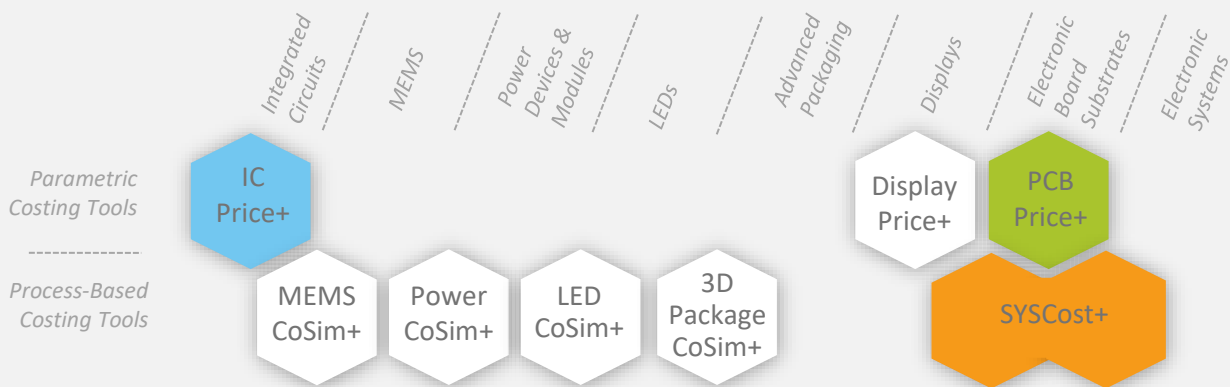 Integrated
Circuits
MEMS
Power
Devices &
Modules
LEDs
Advanced
Packaging
Displays
Electronic
Board
Substrates
Electronic
Systems
Parametric
Costing Tools
IC
Price+
Display
Price+
PCB
Price+
Process-Based
Costing Tools
MEMS
CoSim+
Power
CoSim+
LED
CoSim+
3D
Package
CoSim+
SYSCost+